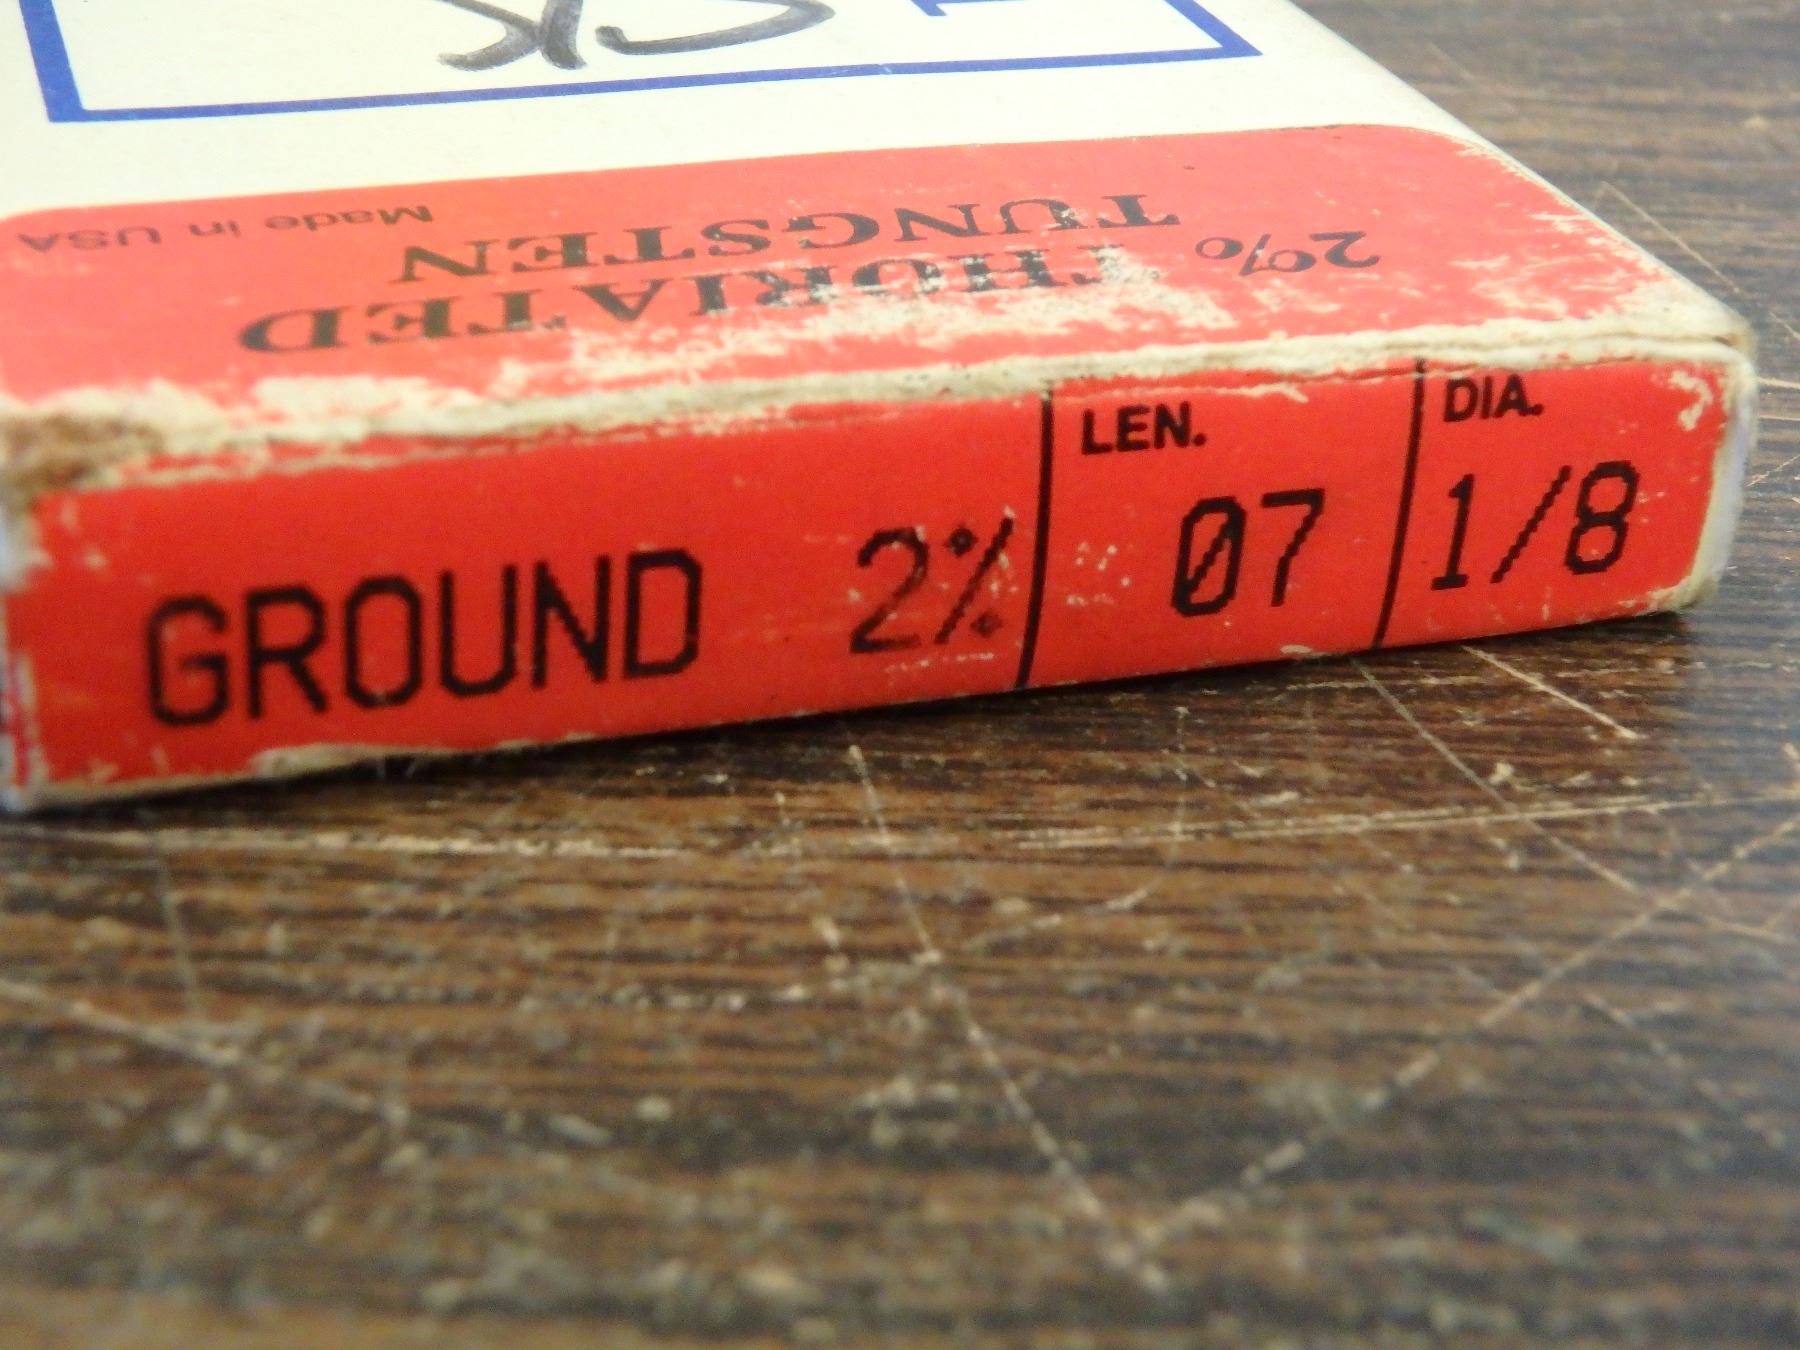 2% THORIATED
TUNGSTEN
Made in USA
GROUND 2%
LEN.
07
DIA.
1/8